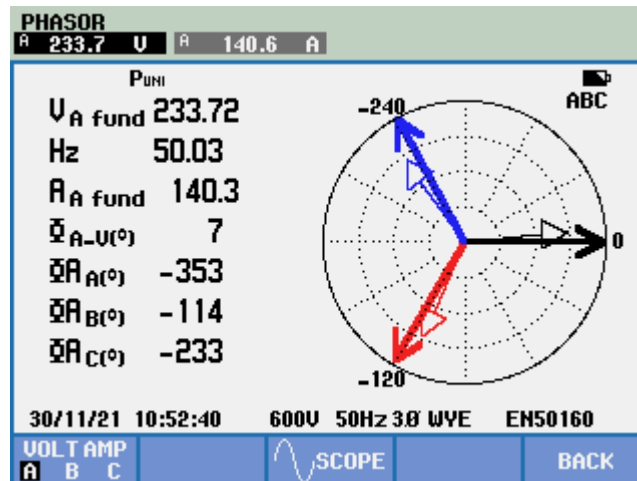 PHASOR
A 233.7 V A 140.6 A
PUNI
ABC
VA fund 233.72
Hz 50.03
AA fund 140.3
ΦA-V(°) 7
ΦAA(°) -353
ΦAB(°) -114
ΦAC(°) -233
-240
0
-120
30/11/21 10:52:40 600V 50Hz 3Ø WYE EN50160
VOLT AMP
A B C
SCOPE
BACK